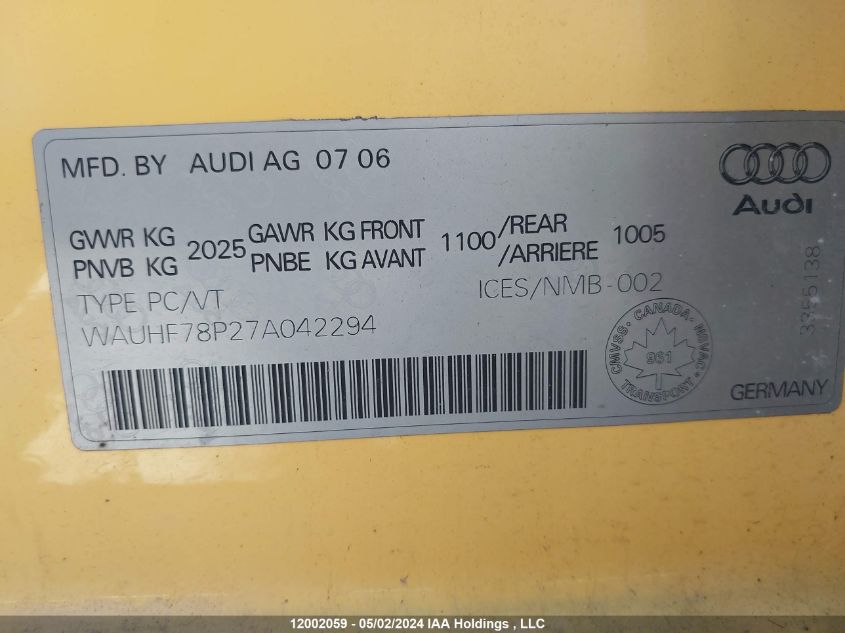 MFD. BY AUDI AG 07 06
Audi
GVWR KG 2025 GAWR KG FRONT 1100 /REAR 1005
PNVB KG PNBE KG AVANT /ARRIERE
TYPE PC/VT ICES/NMB-002
WAUHF78P27A042294
CMVSS · CANADA · NSVAC ·
961
TRANSPORT
3355138
GERMANY
12002059 - 05/02/2024 IAA Holdings , LLC